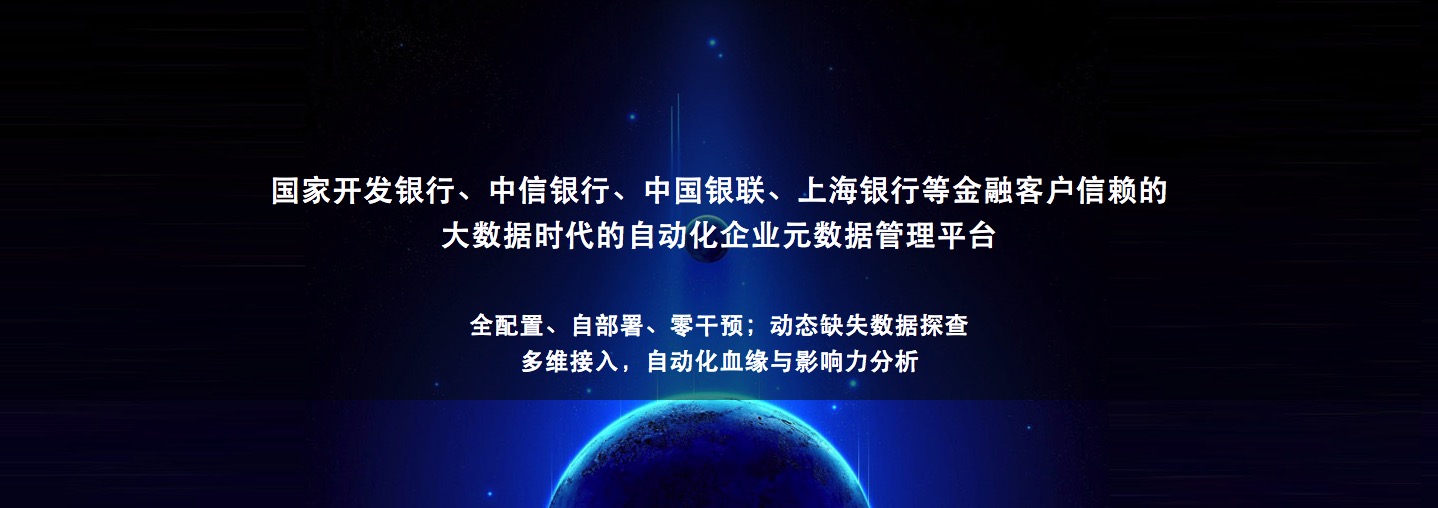 国家开发银行、中信银行、中国银联、上海银行等金融客户信赖的
大数据时代的自动化企业元数据管理平台
全配置、自部署、零干预；动态缺失数据探查
多维接入，自动化血缘与影响力分析